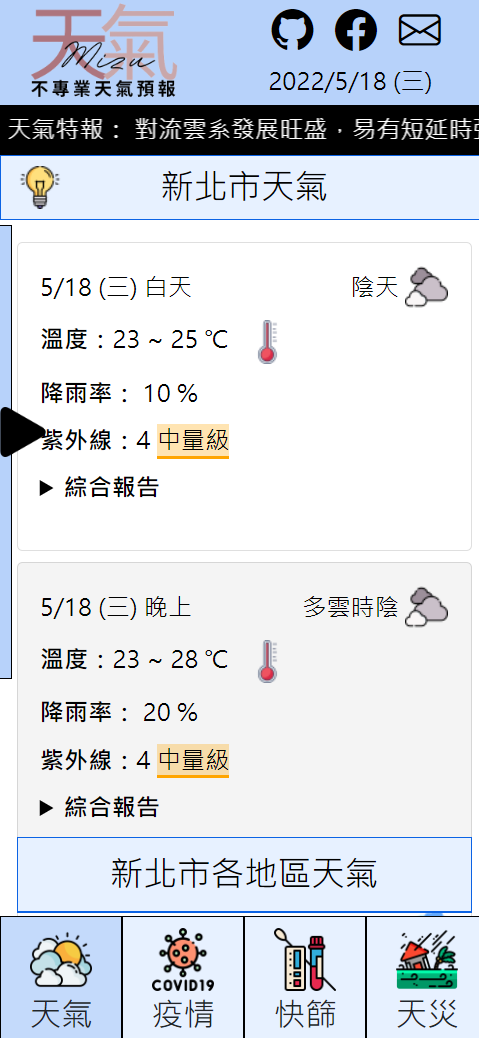 天氣
Mizu
不專業天氣預報
2022/5/18 (三)
天氣特報： 對流雲系發展旺盛，易有短延時
新北市天氣
5/18 (三) 白天 陰天
溫度：23 ~ 25 ℃
降雨率： 10 %
紫外線：4 中量級
▶ 綜合報告
5/18 (三) 晚上 多雲時陰
溫度：23 ~ 28 ℃
降雨率： 20 %
紫外線：4 中量級
▶ 綜合報告
新北市各地區天氣
COVID19
天氣 疫情 快篩 天災